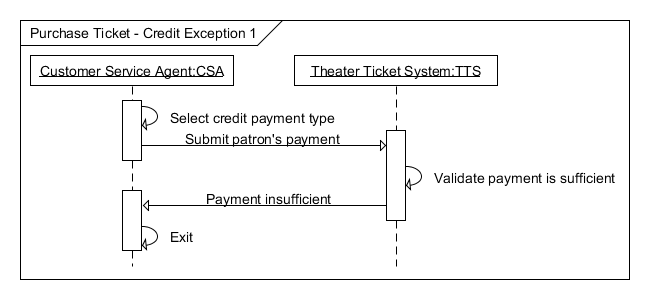 Purchase Ticket - Credit Exception 1
Customer Service Agent:CSA
Theater Ticket System:TTS
Select credit payment type
Submit patron's payment
Validate payment is sufficient
Payment insufficient
Exit